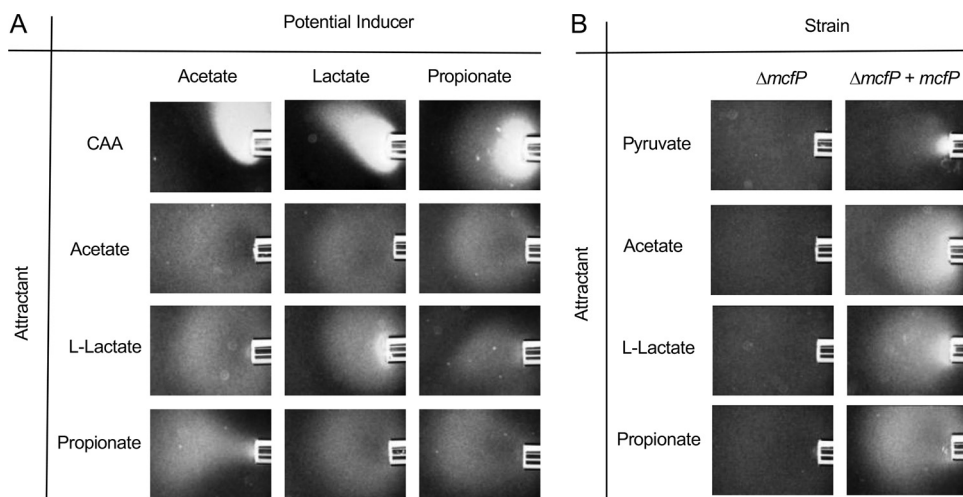 A
Potential Inducer
Acetate Lactate Propionate
CAA
Acetate
L-Lactate
Propionate
Attractant
B
Strain
ΔmcfP ΔmcfP + mcfP
Pyruvate
Acetate
L-Lactate
Propionate
Attractant